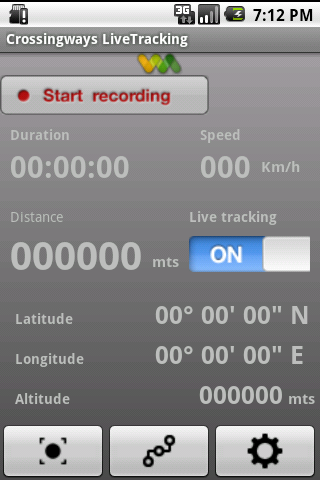 3G 7:12 PM
Crossingways LiveTracking
Start recording
Duration Speed
00:00:00 000 Km/h
Distance Live tracking
000000 mts ON
Latitude 00° 00' 00" N
Longitude 00° 00' 00" E
Altitude 000000 mts